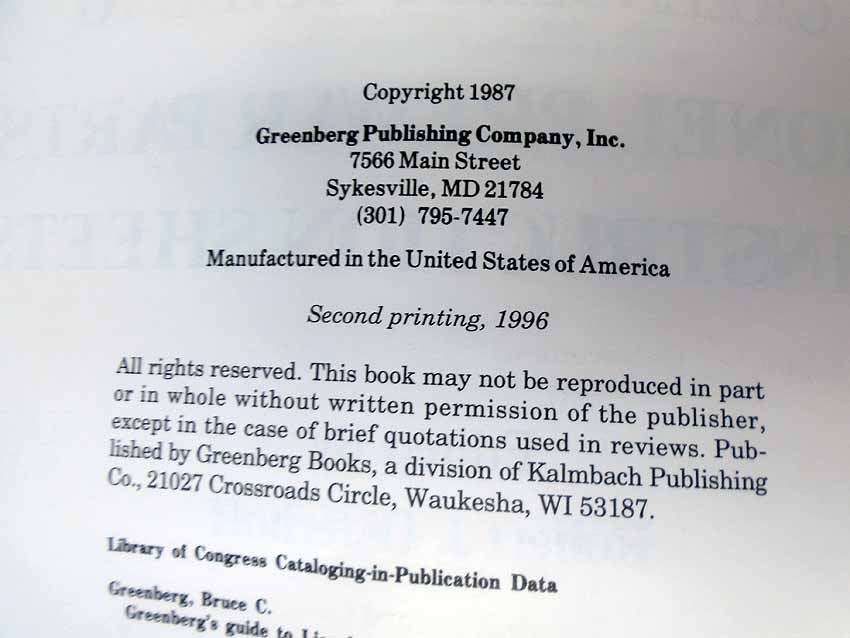 Copyright 1987
Greenberg Publishing Company, Inc.
7566 Main Street
Sykesville, MD 21784
(301) 795-7447
Manufactured in the United States of America
Second printing, 1996
All rights reserved. This book may not be reproduced in part
or in whole without written permission of the publisher,
except in the case of brief quotations used in reviews. Pub-
lished by Greenberg Books, a division of Kalmbach Publishing
Co., 21027 Crossroads Circle, Waukesha, WI 53187.
Library of Congress Cataloging-in-Publication Data
Greenberg, Bruce C.
Greenberg's guide to